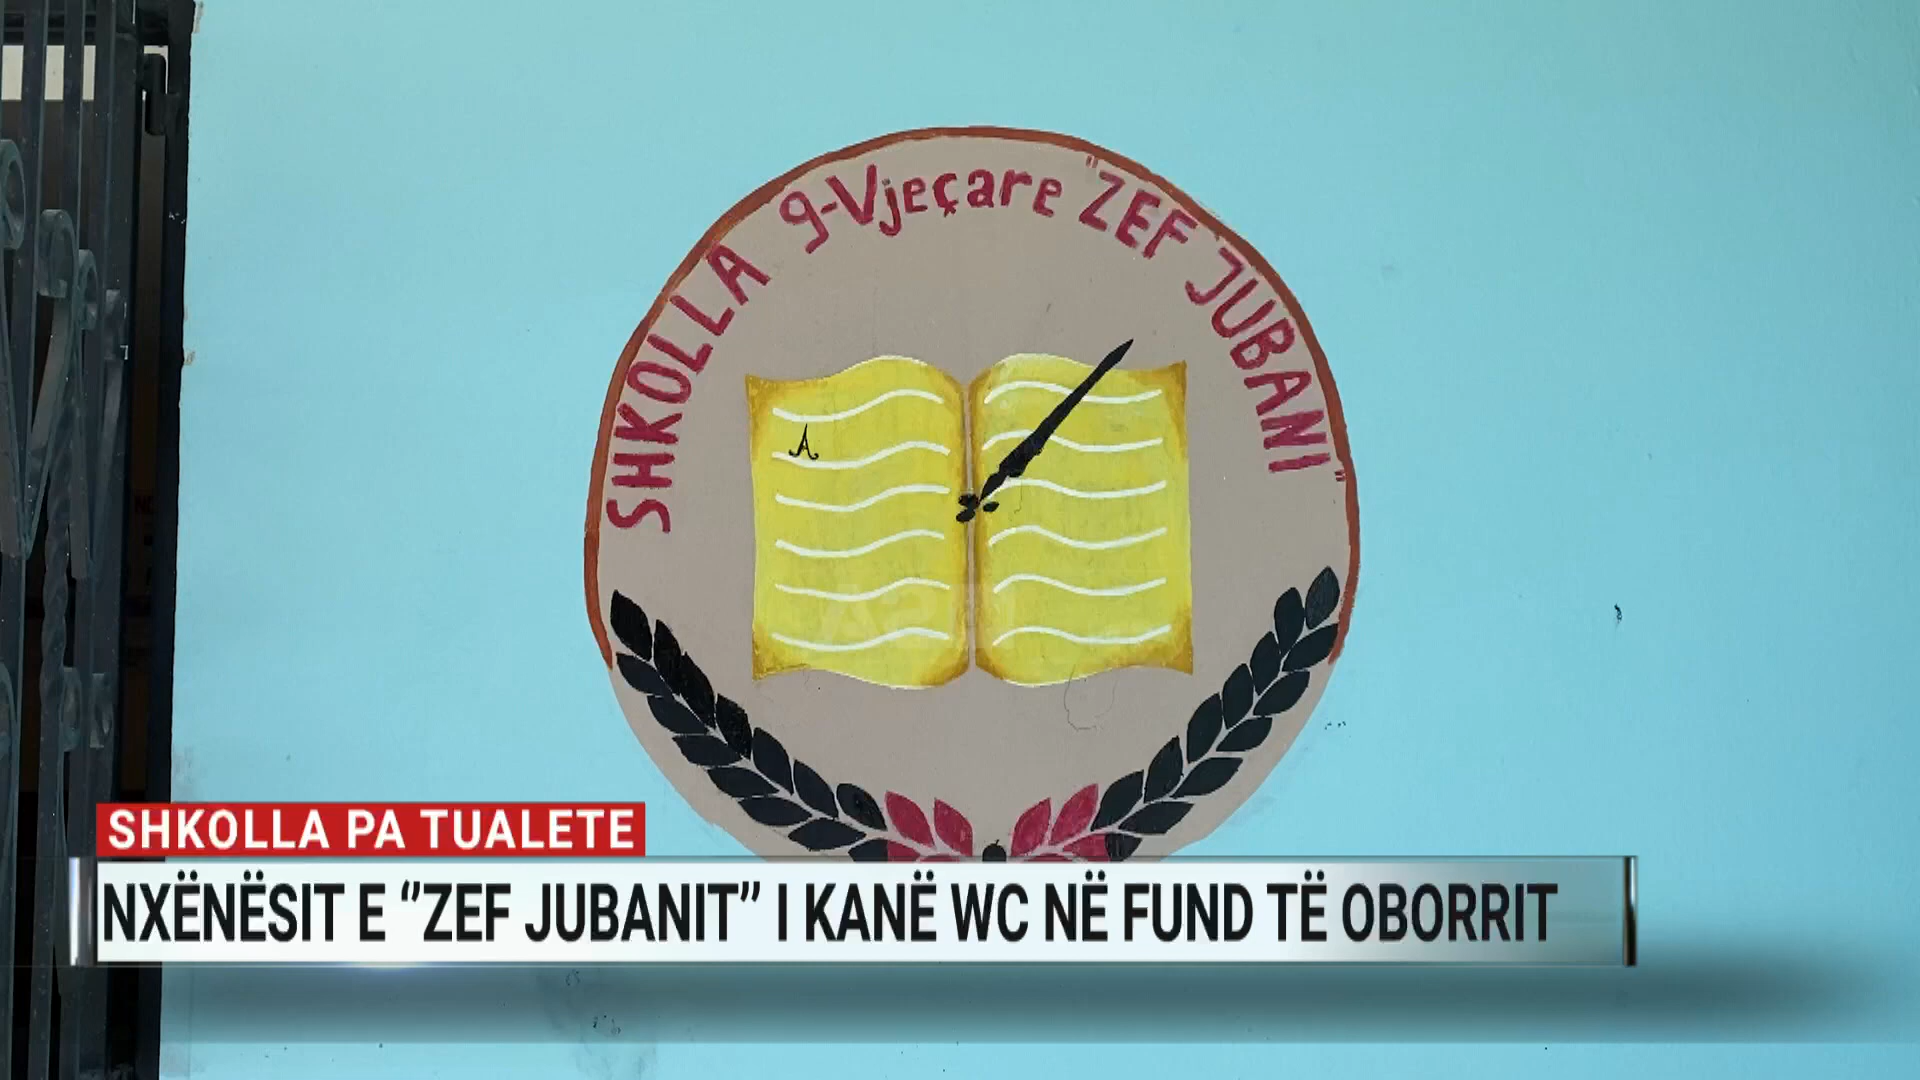 SHKOLLA 9-Vjeçare "ZEF JUBANI"
A
SHKOLLA PA TUALETE
NXËNËSIT E “ZEF JUBANIT” I KANË WC NË FUND TË OBORRIT